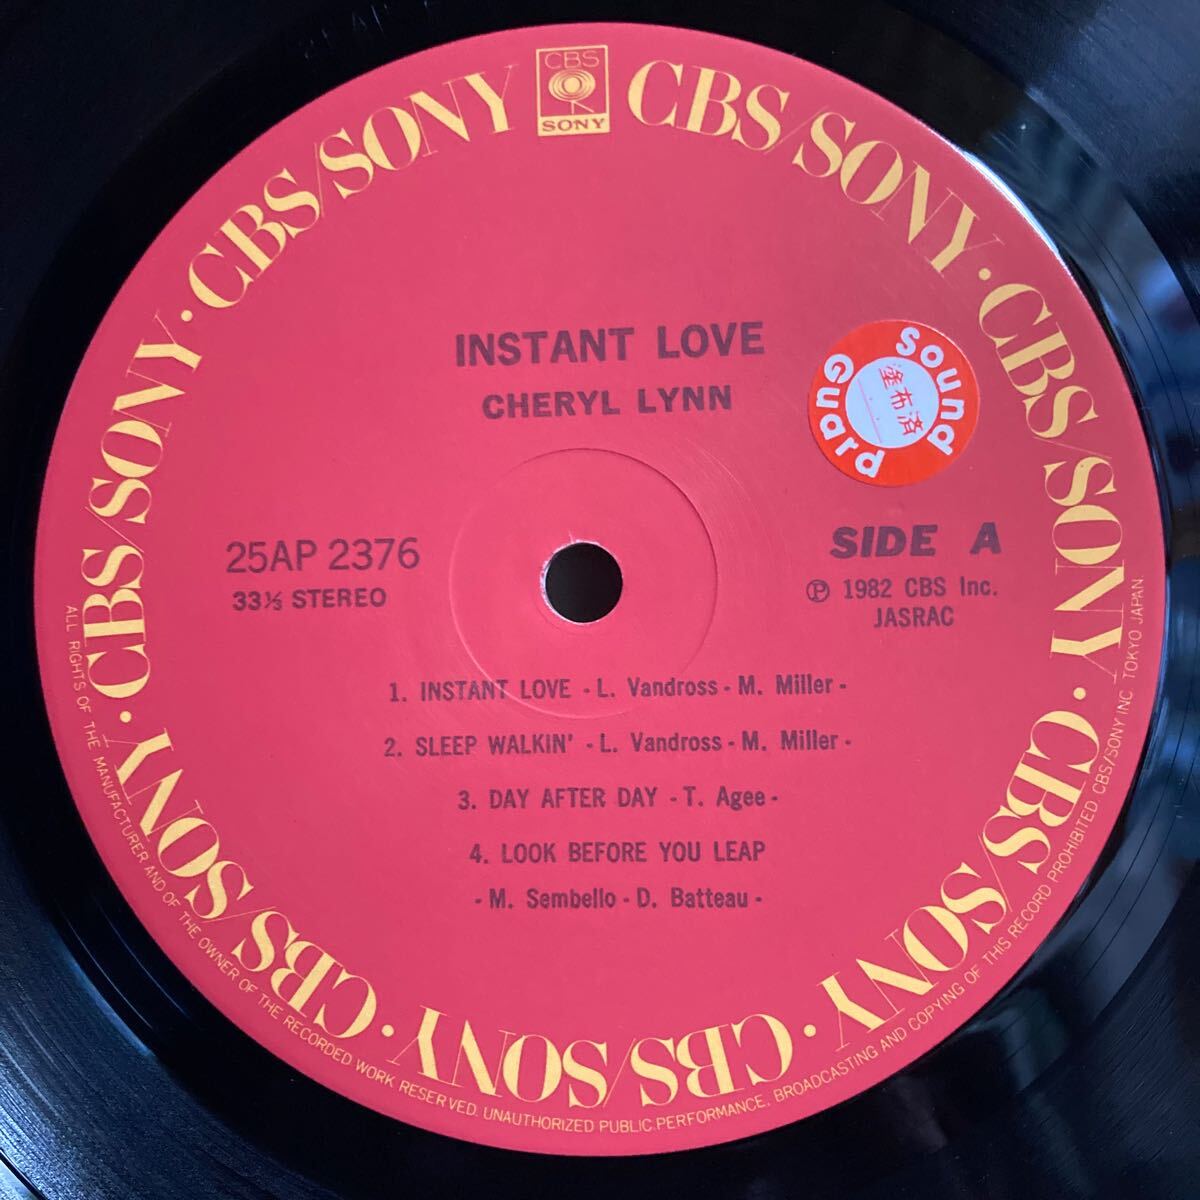 CBS
SONY
CBS/SONY · CBS/SONY · CBS/SONY · CBS/SONY · CBS/SONY · CBS/SONY · CBS/SONY · CBS/SONY
INSTANT LOVE
CHERYL LYNN
Sound
塗布済
Guard
25AP 2376
33⅓ STEREO
SIDE A
Ⓟ 1982 CBS Inc.
JASRAC
1. INSTANT LOVE - L. Vandross - M. Miller -
2. SLEEP WALKiN' - L. Vandross - M. Miller -
3. DAY AFTER DAY - T. Agee -
4. LOOK BEFORE YOU LEAP
- M. Sembello - D. Batteau -
ALL RIGHTS OF THE MANUFACTURER AND OF THE OWNER OF THE RECORDED WORK RESERVED. UNAUTHORIZED PUBLIC.PERFORMANCE, BROADCASTING AND COPYING OF THIS RECORD PROHIBITED CBS/SONY INC TOKYO JAPAN.